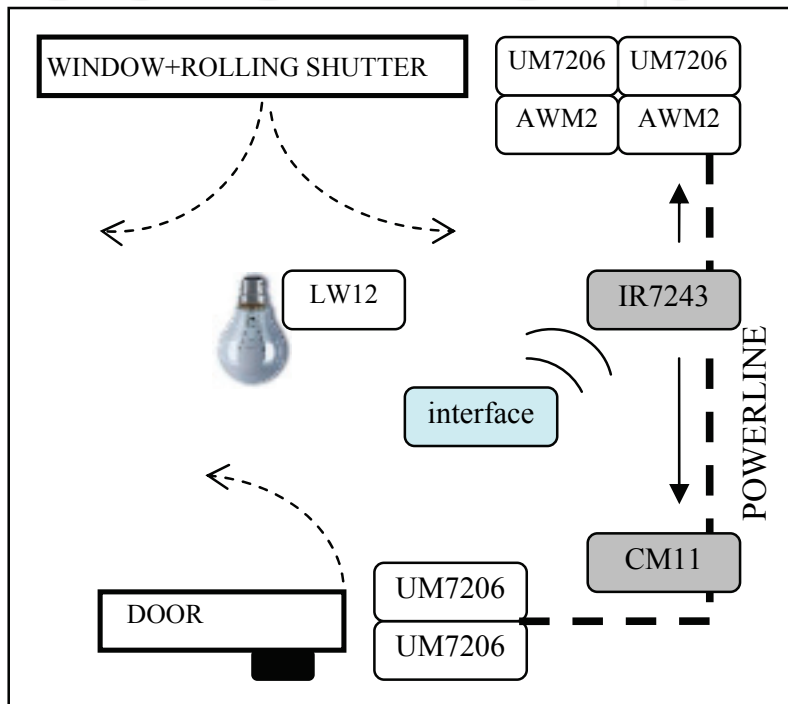 WINDOW+ROLLING SHUTTER
UM7206 UM7206
AWM2 AWM2
LW12
IR7243
interface
POWERLINE
CM11
DOOR
UM7206
UM7206